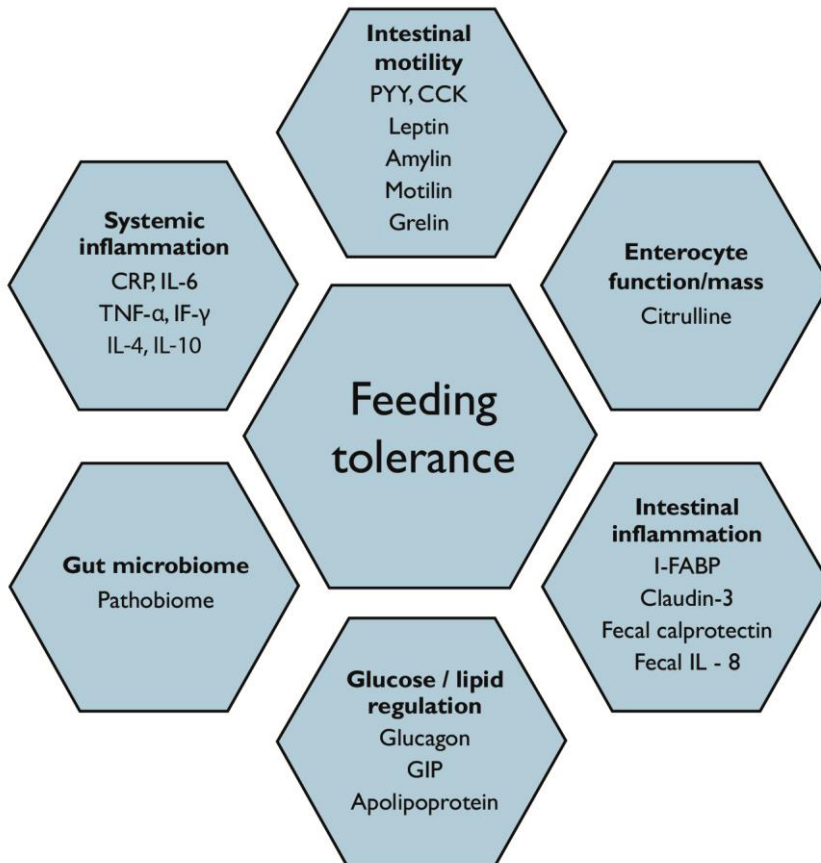 Intestinal
motility
PYY, CCK
Leptin
Amylin
Motilin
Grelin
Systemic
inflammation
CRP, IL-6
TNF-α, IF-γ
IL-4, IL-10
Enterocyte
function/mass
Citrulline
Feeding
tolerance
Gut microbiome
Pathobiome
Intestinal
inflammation
I-FABP
Claudin-3
Fecal calprotectin
Fecal IL - 8
Glucose / lipid
regulation
Glucagon
GIP
Apolipoprotein